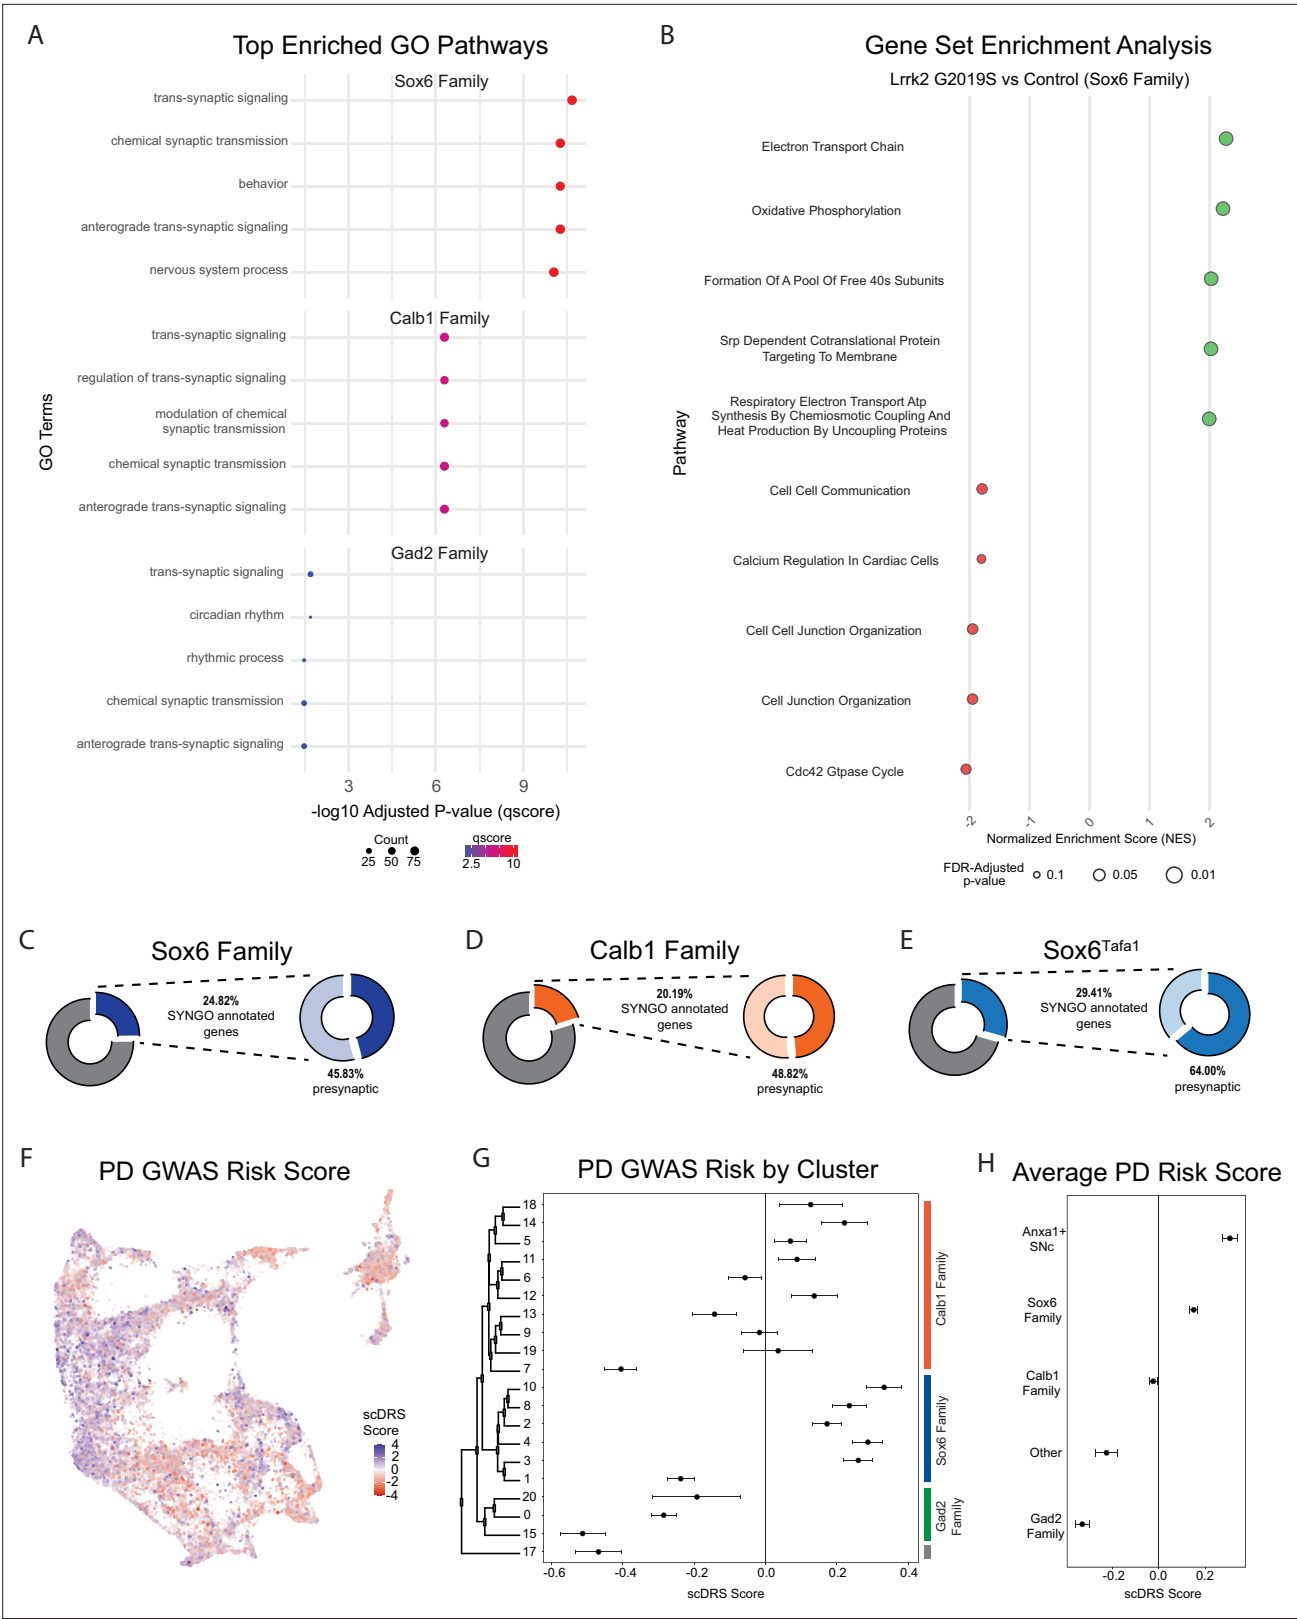 A
Top Enriched GO Pathways
Sox6 Family
trans-synaptic signaling
chemical synaptic transmission
behavior
anterograde trans-synaptic signaling
nervous system process
Calb1 Family
trans-synaptic signaling
regulation of trans-synaptic signaling
modulation of chemical
synaptic transmission
chemical synaptic transmission
anterograde trans-synaptic signaling
Gad2 Family
trans-synaptic signaling
circadian rhythm
rhythmic process
chemical synaptic transmission
anterograde trans-synaptic signaling
GO Terms
3 6 9
-log10 Adjusted P-value (qscore)
Count
25 50 75
qscore
2.5 10
B
Gene Set Enrichment Analysis
Lrrk2 G2019S vs Control (Sox6 Family)
Electron Transport Chain
Oxidative Phosphorylation
Formation Of A Pool Of Free 40s Subunits
Srp Dependent Cotranslational Protein
Targeting To Membrane
Respiratory Electron Transport Atp
Synthesis By Chemiosmotic Coupling And
Heat Production By Uncoupling Proteins
Pathway
Cell Cell Communication
Calcium Regulation In Cardiac Cells
Cell Cell Junction Organization
Cell Junction Organization
Cdc42 Gtpase Cycle
-2 -1 0 1 2
Normalized Enrichment Score (NES)
FDR-Adjusted
p-value
0.1 0.05 0.01
C
Sox6 Family
24.82%
SYNGO annotated
genes
45.83%
presynaptic
D
Calb1 Family
20.19%
SYNGO annotated
genes
48.82%
presynaptic
E
Sox6Tafa1
29.41%
SYNGO annotated
genes
64.00%
presynaptic
F
PD GWAS Risk Score
scDRS
Score
4
2
0
-2
-4
G
PD GWAS Risk by Cluster
18
14
5
11
6
12
13
9
19
7
10
8
2
4
3
1
20
0
15
17
Calb1 Family
Sox6 Family
Gad2
Family
-0.6 -0.4 -0.2 0.0 0.2 0.4
scDRS Score
H
Average PD Risk Score
Anxa1+
SNc
Sox6
Family
Calb1
Family
Other
Gad2
Family
-0.2 0.0 0.2
scDRS Score